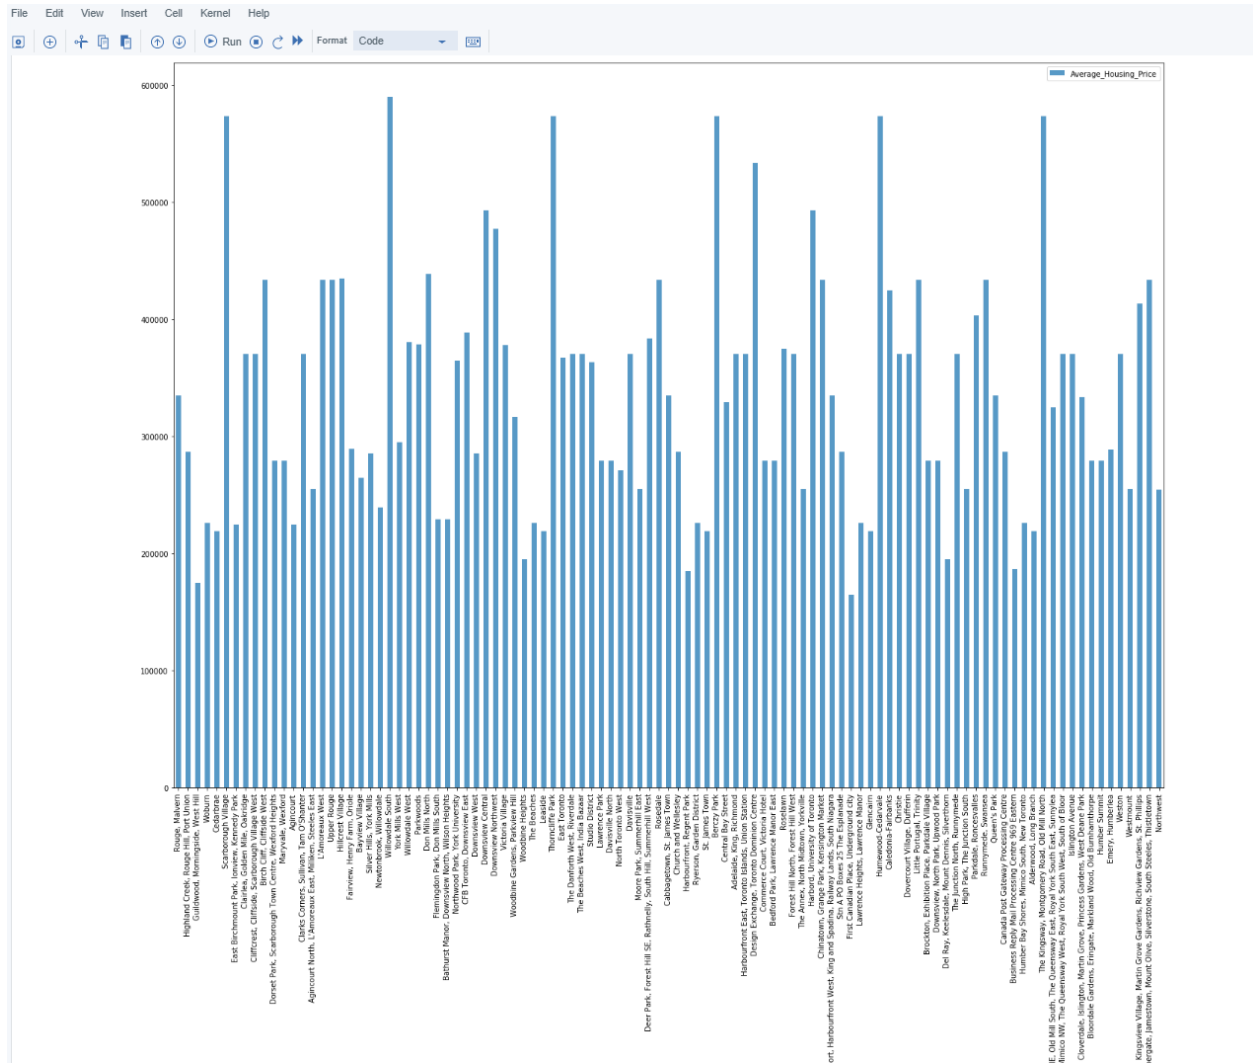 File Edit View Insert Cell Kernel Help
Run Format Code
Average_Housing_Price
600000
500000
400000
300000
200000
100000
0
Rouge, Malvern
Highland Creek, Rouge Hill, Port Union
Guildwood, Morningside, West Hill
Woburn
Cedarbrae
Scarborough Village
East Birchmount Park, Ionview, Kennedy Park
Clairlea, Golden Mile, Oakridge
Cliffcrest, Cliffside, Scarborough Village West
Birch Cliff, Cliffside West
Dorset Park, Scarborough Town Centre, Wexford Heights
Maryvale, Wexford
Agincourt
Clarks Corners, Sullivan, Tam O'Shanter
Agincourt North, L'Amoreaux East, Milliken, Steeles East
L'Amoreaux West
Upper Rouge
Hillcrest Village
Fairview, Henry Farm, Oriole
Bayview Village
Silver Hills, York Mills
Newtonbrook, Willowdale
Willowdale South
York Mills West
Willowdale West
Parkwoods
Don Mills North
Flemingdon Park, Don Mills South
Bathurst Manor, Downsview North, Wilson Heights
Northwood Park, York University
CFB Toronto, Downsview East
Downsview West
Downsview Central
Downsview Northwest
Victoria Village
Woodbine Gardens, Parkview Hill
Woodbine Heights
The Beaches
Leaside
Thorncliffe Park
East Toronto
The Danforth West, Riverdale
The Beaches West, India Bazaar
Studio District
Lawrence Park
Davisville North
North Toronto West
Davisville
Moore Park, Summerhill East
Deer Park, Forest Hill SE, Rathnelly, South Hill, Summerhill West
Rosedale
Cabbagetown, St. James Town
Church and Wellesley
Harbourfront, Regent Park
Ryerson, Garden District
St. James Town
Berczy Park
Central Bay Street
Adelaide, King, Richmond
Harbourfront East, Toronto Islands, Union Station
Design Exchange, Toronto Dominion Centre
Commerce Court, Victoria Hotel
Bedford Park, Lawrence Manor East
Roselawn
Forest Hill North, Forest Hill West
The Annex, North Midtown, Yorkville
Harbord, University of Toronto
Chinatown, Grange Park, Kensington Market
ort, Harbourfront West, King and Spadina, Railway Lands, South Niagara
Stn A PO Boxes 25 The Esplanade
First Canadian Place, Underground city
Lawrence Heights, Lawrence Manor
Glencairn
Humewood-Cedarvale
Caledonia-Fairbanks
Christie
Dovercourt Village, Dufferin
Little Portugal, Trinity
Brockton, Exhibition Place, Parkdale Village
Downsview, North Park, Upwood Park
Del Ray, Keelesdale, Mount Dennis, Silverthorn
The Junction North, Runnymede
High Park, The Junction South
Parkdale, Roncesvalles
Runnymede, Swansea
Queen's Park
Canada Post Gateway Processing Centre
Business Reply Mail Processing Centre 969 Eastern
Humber Bay Shores, Mimico South, New Toronto
Alderwood, Long Branch
The Kingsway, Montgomery Road, Old Mill North
E, Old Mill South, The Queensway East, Royal York South East, Sunnylea
Mimico NW, The Queensway West, Royal York South West, South of Bloor
Islington Avenue
Cloverdale, Islington, Martin Grove, Princess Gardens, West Deane Park
Bloordale Gardens, Eringate, Markland Wood, Old Burnhamthorpe
Humber Summit
Emery, Humberlea
Weston
Westmount
Kingsview Village, Martin Grove Gardens, Richview Gardens, St. Phillips
bergate, Jamestown, Mount Olive, Silverstone, South Steeles, Thistletown
Northwest